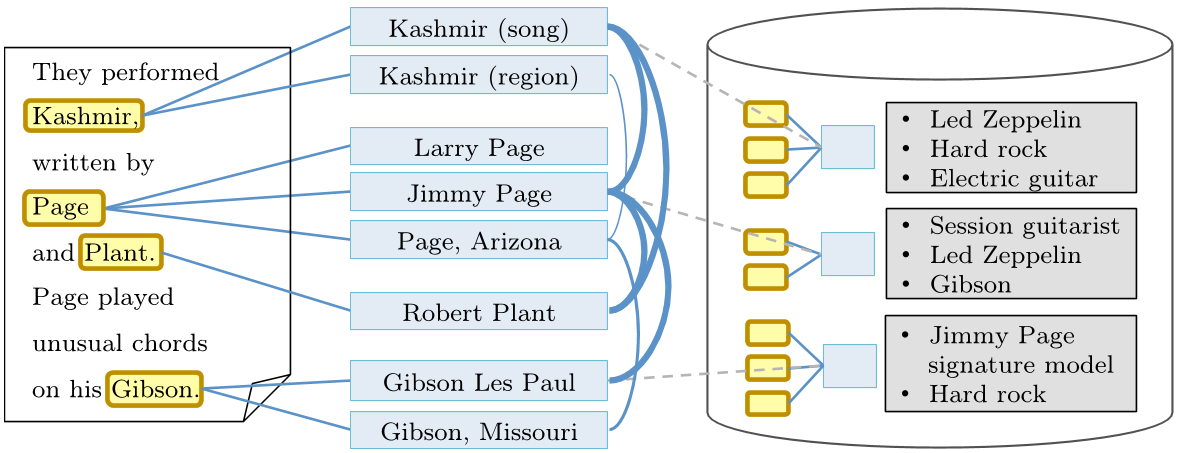 They performed
Kashmir,
written by
Page
and Plant.
Page played
unusual chords
on his Gibson.
Kashmir (song)
Kashmir (region)
Larry Page
Jimmy Page
Page, Arizona
Robert Plant
Gibson Les Paul
Gibson, Missouri
• Led Zeppelin
• Hard rock
• Electric guitar
• Session guitarist
• Led Zeppelin
• Gibson
• Jimmy Page
signature model
• Hard rock